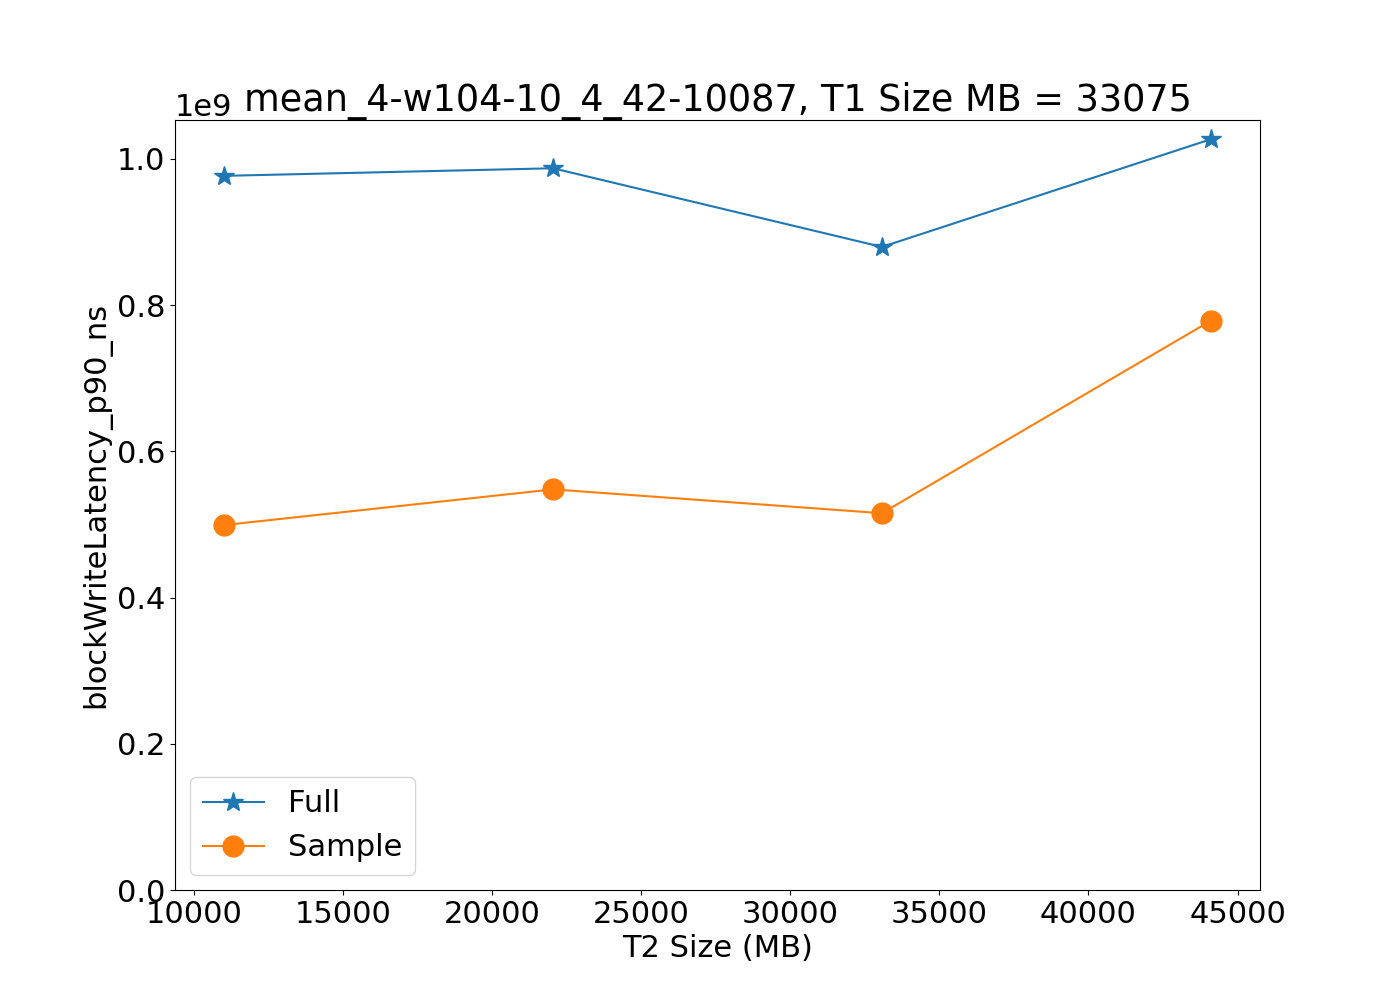 1e9
mean_4-w104-10_4_42-10087, T1 Size MB = 33075
1.0
0.8
0.6
0.4
0.2
0.0
blockWriteLatency_p90_ns
Full
Sample
10000 15000 20000 25000 30000 35000 40000 45000
T2 Size (MB)